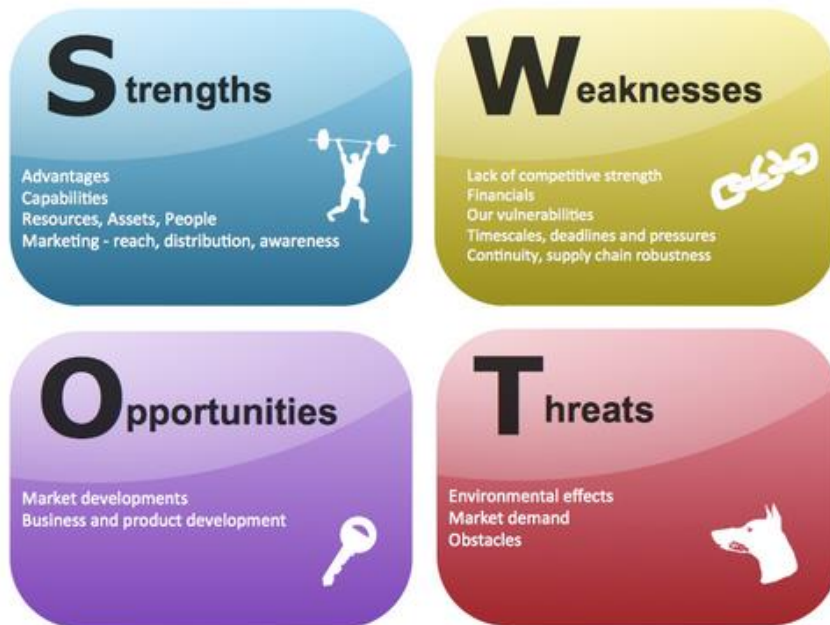 Strengths
Advantages
Capabilities
Resources, Assets, People
Marketing - reach, distribution, awareness
Weaknesses
Lack of competitive strength
Financials
Our vulnerabilities
Timescales, deadlines and pressures
Continuity, supply chain robustness
Opportunities
Market developments
Business and product development
Threats
Environmental effects
Market demand
Obstacles